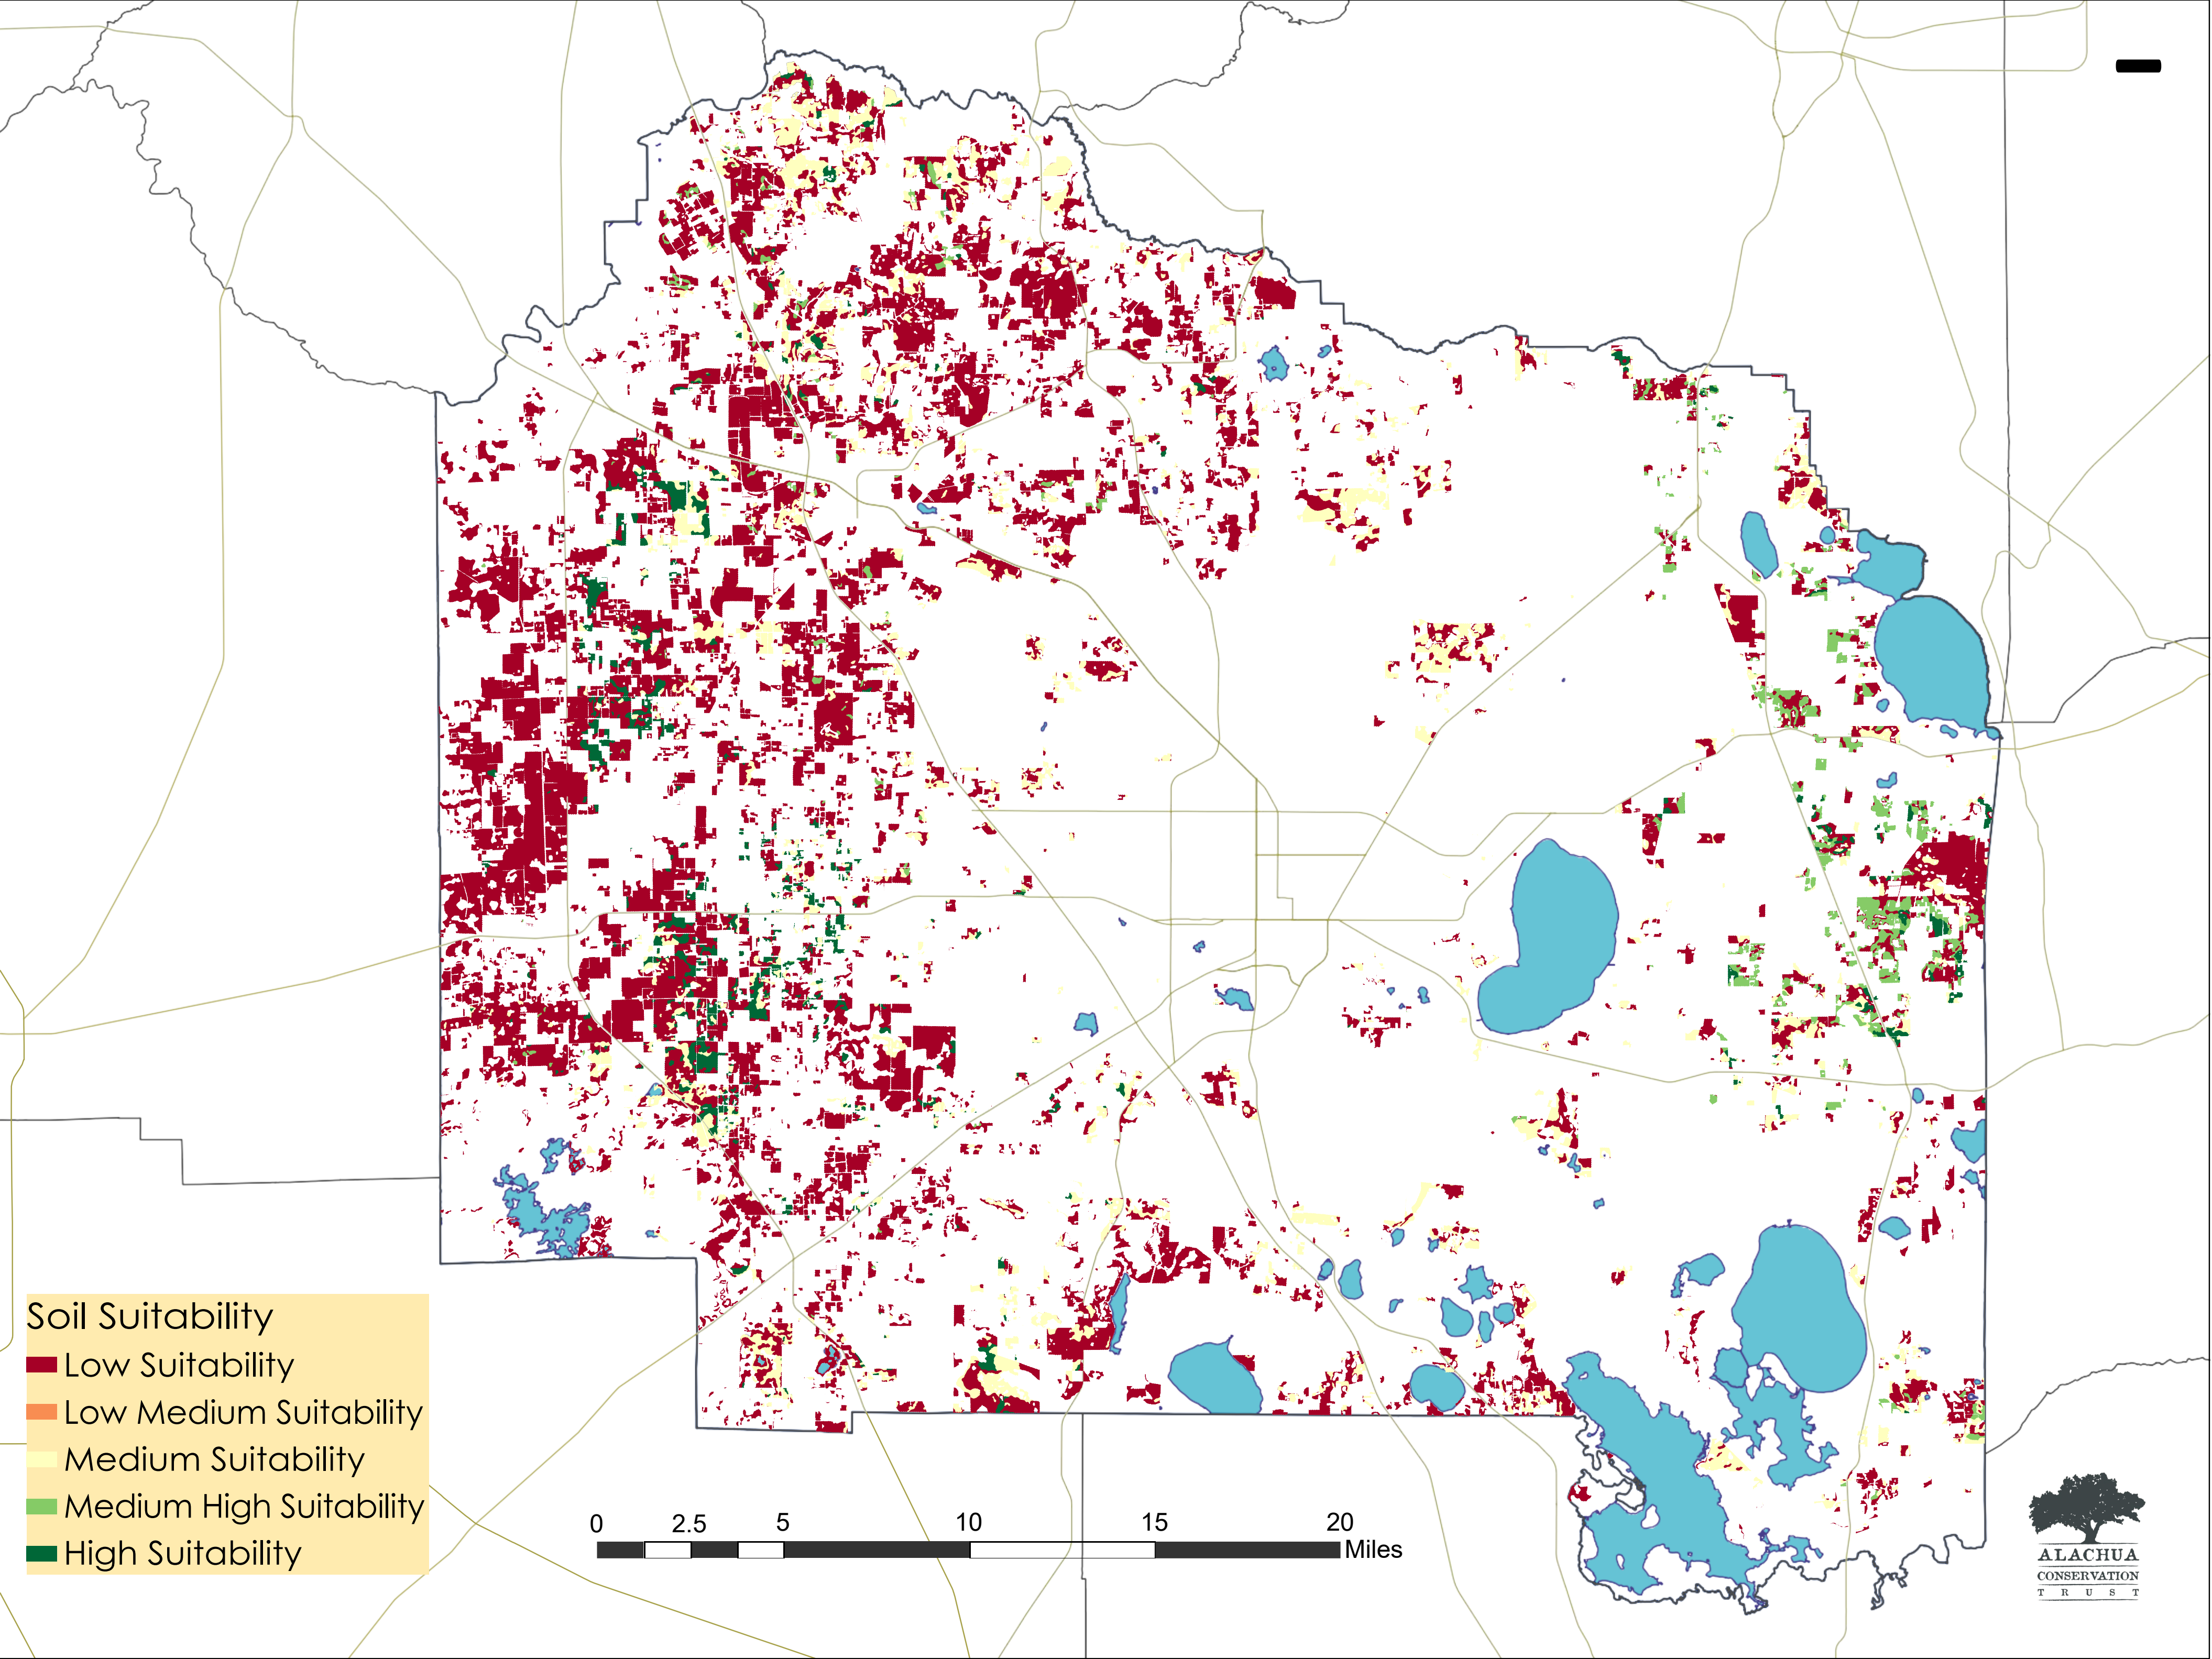 Soil Suitability
Low Suitability
Low Medium Suitability
Medium Suitability
Medium High Suitability
High Suitability
0 2.5 5 10 15 20
Miles
ALACHUA
CONSERVATION
TRUST